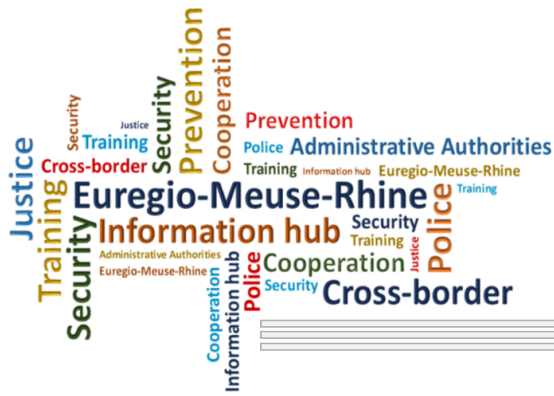 Prevention
Cooperation
Security
Security
Justice
Training
Prevention
Police
Administrative Authorities
Justice
Cross-border
Training
Information hub
Euregio-Meuse-Rhine
Training
Euregio-Meuse-Rhine
Training
Police
Security
Information hub
Security
Training
Justice
Administrative Authorities
Euregio-Meuse-Rhine
Cooperation
Information hub
Police
Cooperation
Security
Cross-border